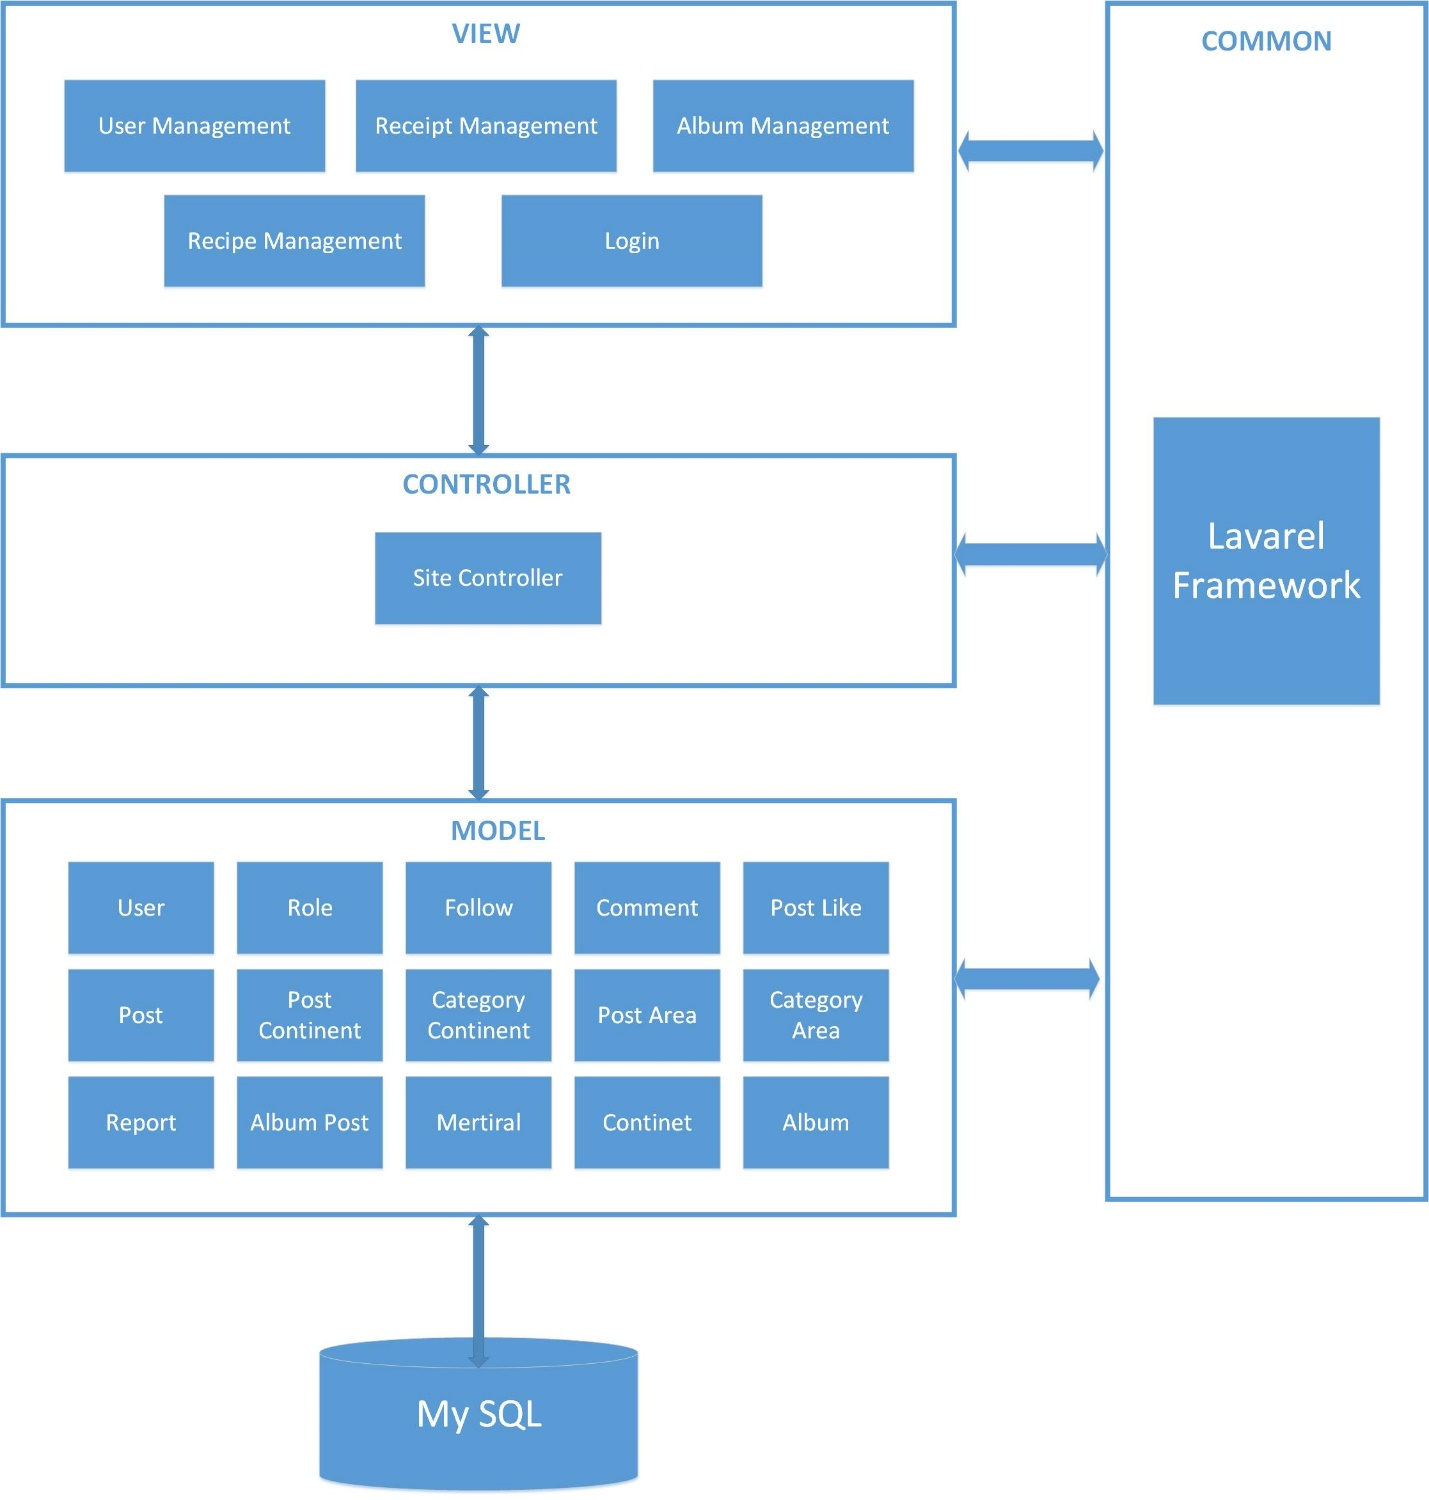 VIEW
User Management
Receipt Management
Album Management
Recipe Management
Login
COMMON
Lavarel
Framework
CONTROLLER
Site Controller
MODEL
User
Role
Follow
Comment
Post Like
Post
Post
Continent
Category
Continent
Post Area
Category
Area
Report
Album Post
Mertiral
Continet
Album
My SQL